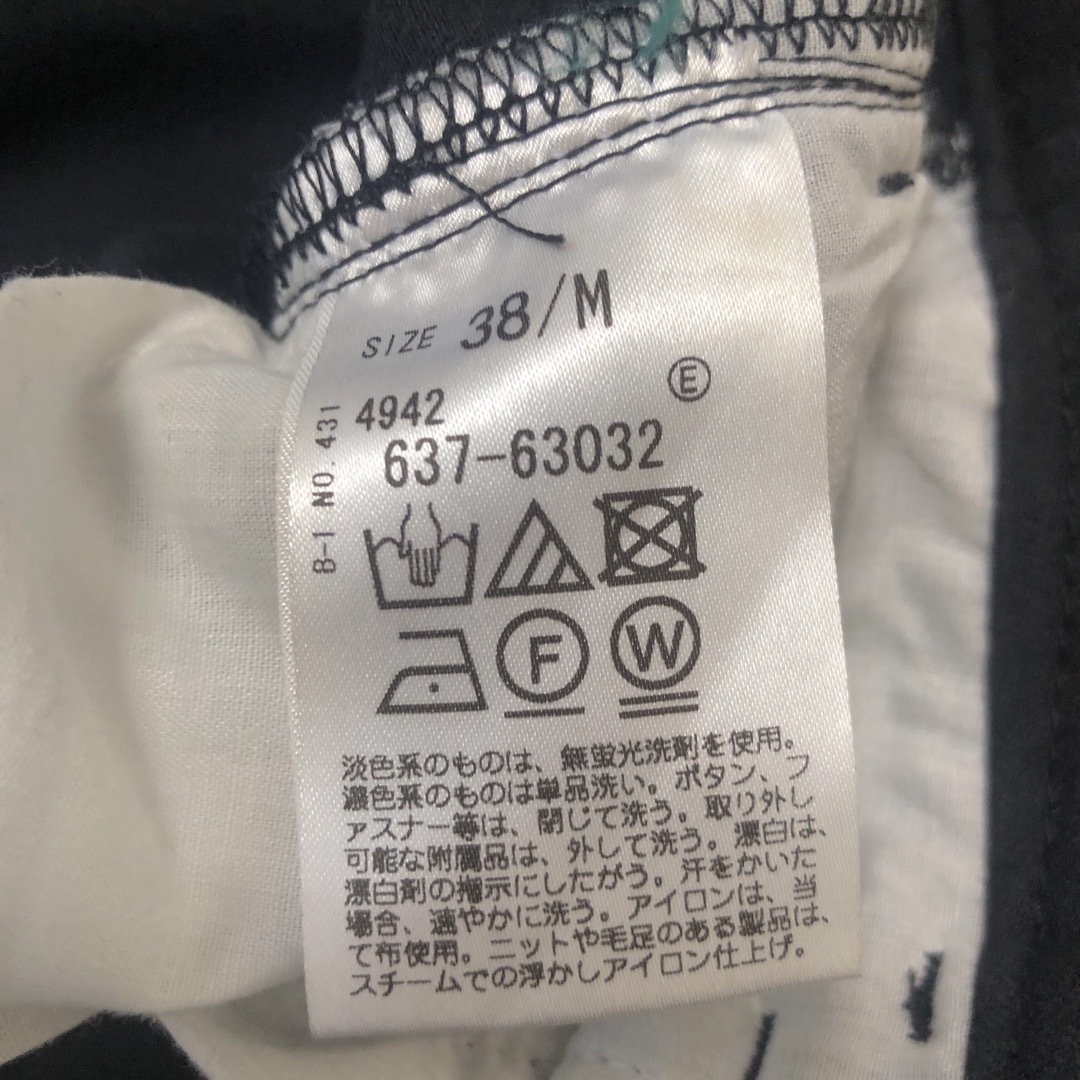 SIZE 38/M
Ⓔ
B-1 NO. 431
4942
637-63032
F
W
淡色系のものは、無蛍光洗剤を使用。
濃色系のものは単品洗い。ボタン、フ
ァスナー等は、閉じて洗う。取り外し
可能な附属品は、外して洗う。漂白は、
漂白剤の指示にしたがう。汗をかいた
場合、速やかに洗う。アイロンは、当
て布使用。ニットや毛足のある製品は、
スチームでの浮かしアイロン仕上げ。